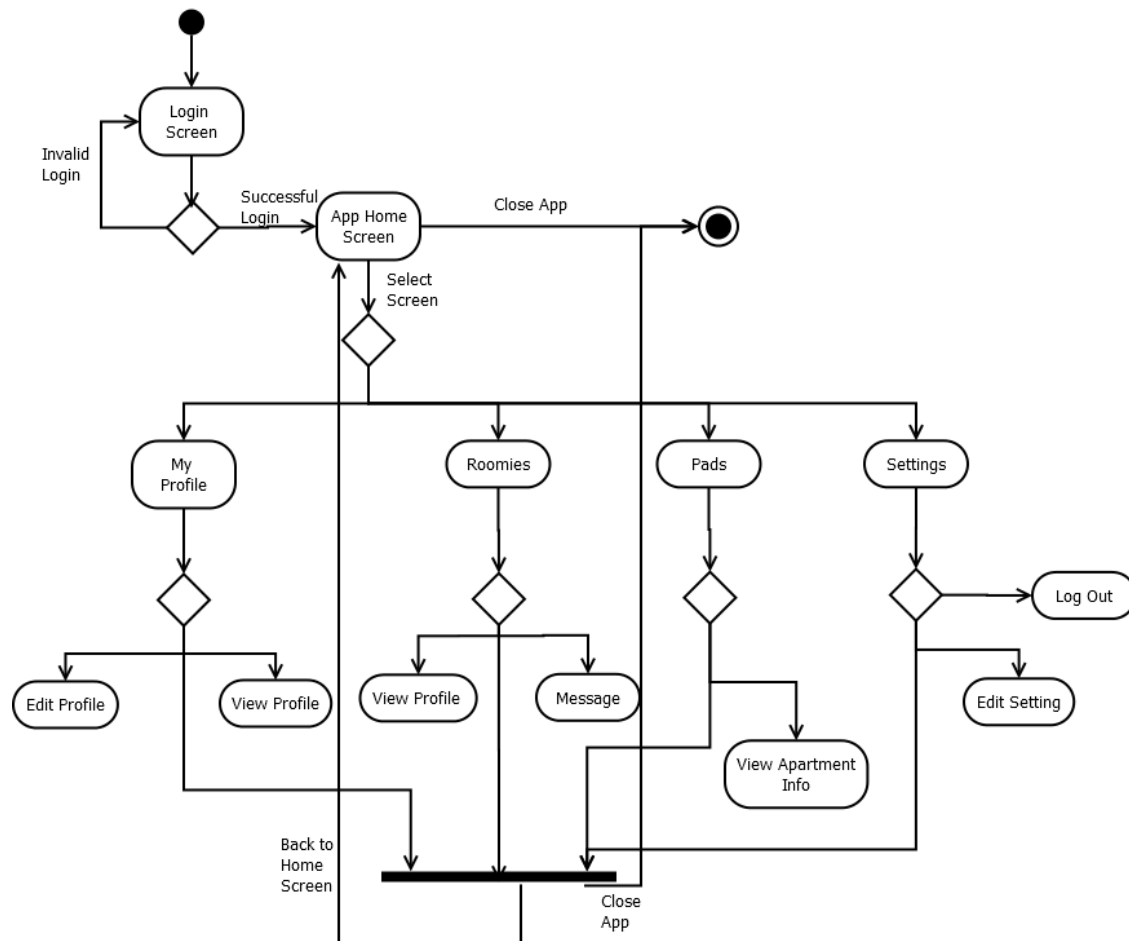 Login
Screen
Invalid
Login
Successful
Login
App Home
Screen
Close App
Select
Screen
My
Profile
Roomies
Pads
Settings
Log Out
Edit Profile
View Profile
View Profile
Message
Edit Setting
View Apartment
Info
Back to
Home
Screen
Close
App